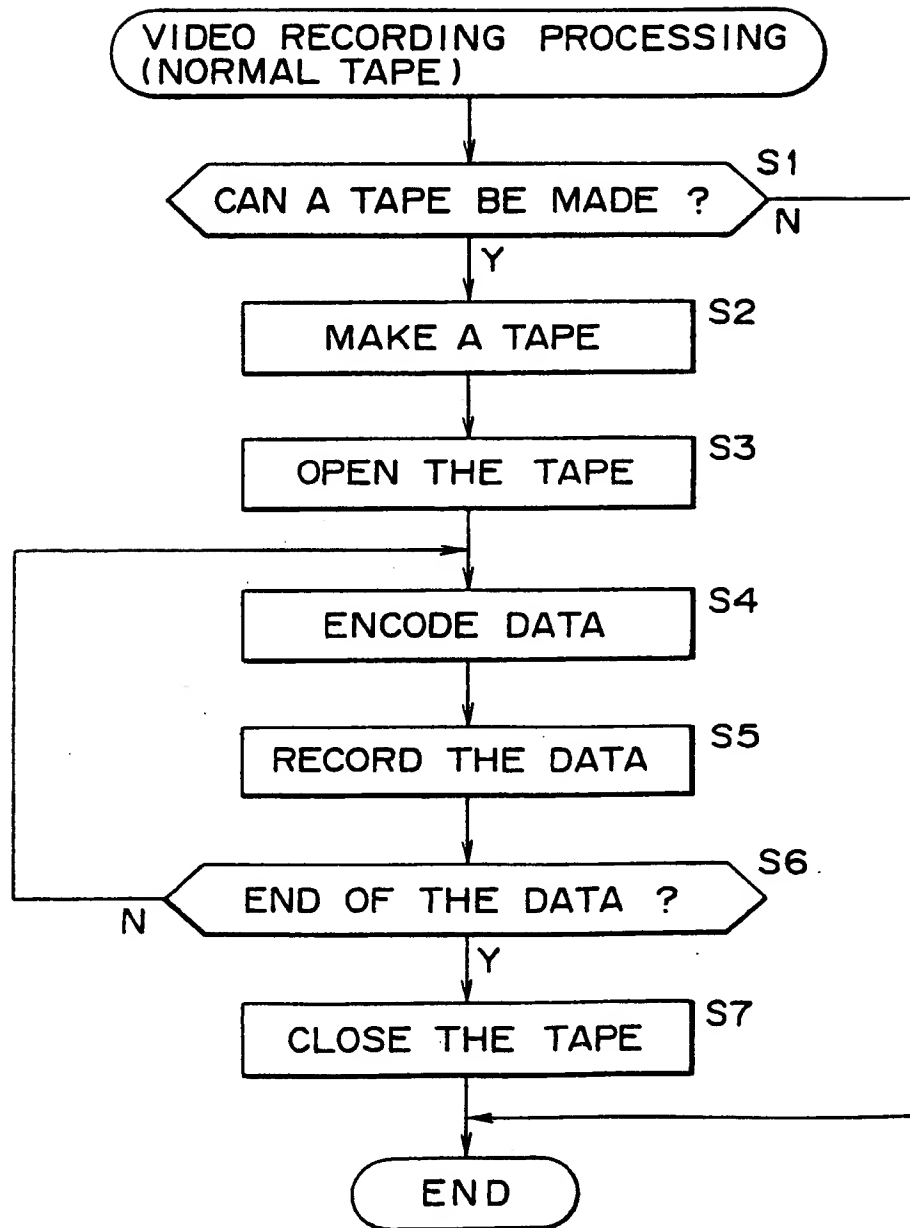 VIDEO RECORDING PROCESSING
(NORMAL TAPE)
S1
CAN A TAPE BE MADE ?
N
Y
S2
MAKE A TAPE
S3
OPEN THE TAPE
S4
ENCODE DATA
S5
RECORD THE DATA
S6
END OF THE DATA ?
N
Y
S7
CLOSE THE TAPE
END